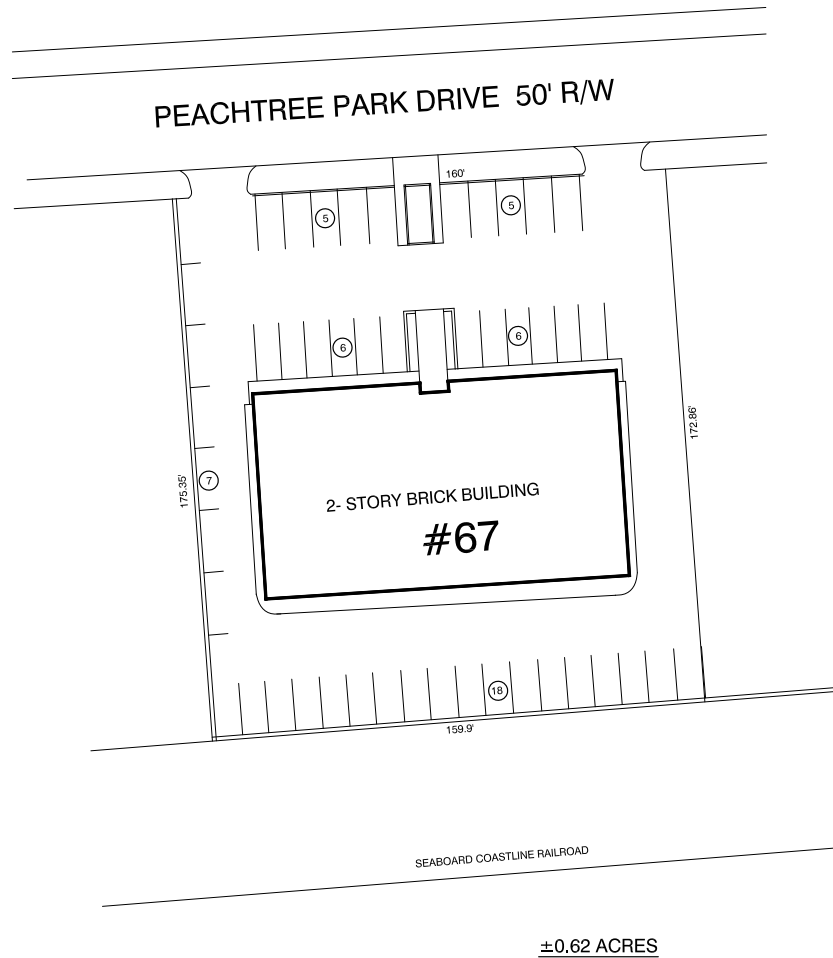 PEACHTREE PARK DRIVE 50' R/W
160'
5
5
6
6
172.86'
175.35'
7
2- STORY BRICK BUILDING
#67
18
159.9'
SEABOARD COASTLINE RAILROAD
±0.62 ACRES